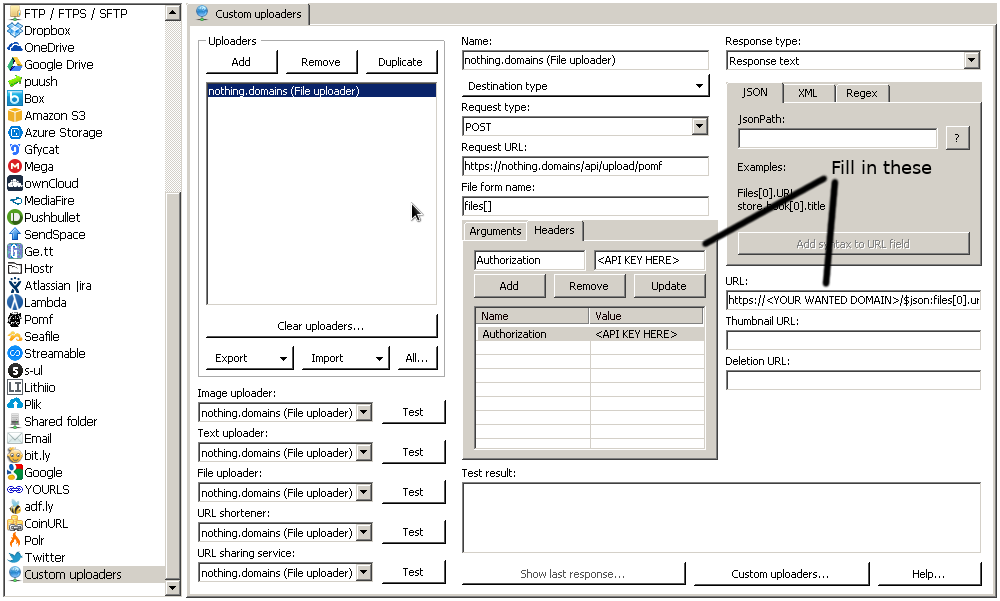 FTP / FTPS / SFTP
Dropbox
OneDrive
Google Drive
puush
Box
Amazon S3
Azure Storage
Gfycat
Mega
ownCloud
MediaFire
Pushbullet
SendSpace
Ge.tt
Hostr
Atlassian Jira
Lambda
Pomf
Seafile
Streamable
s-ul
Lithiio
Plik
Shared folder
Email
bit.ly
Google
YOURLS
adf.ly
CoinURL
Polr
Twitter
Custom uploaders
Custom uploaders
Uploaders
Add Remove Duplicate
nothing.domains (File uploader)
Clear uploaders...
Export Import All...
Image uploader:
nothing.domains (File uploader) Test
Text uploader:
nothing.domains (File uploader) Test
File uploader:
nothing.domains (File uploader) Test
URL shortener:
nothing.domains (File uploader) Test
URL sharing service:
nothing.domains (File uploader) Test
Name:
nothing.domains (File uploader)
Destination type
Request type:
POST
Request URL:
https://nothing.domains/api/upload/pomf
File form name:
files[]
Arguments Headers
Authorization <API KEY HERE>
Add Remove Update
Name Value
Authorization <API KEY HERE>
Test result:
Show last response... Custom uploaders... Help...
Response type:
Response text
JSON XML Regex
JsonPath:
?
Examples:
Fill in these
Files[0].URL
store.book[0].title
Add syntax to URL field
URL:
https://<YOUR WANTED DOMAIN>/$json:files[0].ur
Thumbnail URL:
Deletion URL: